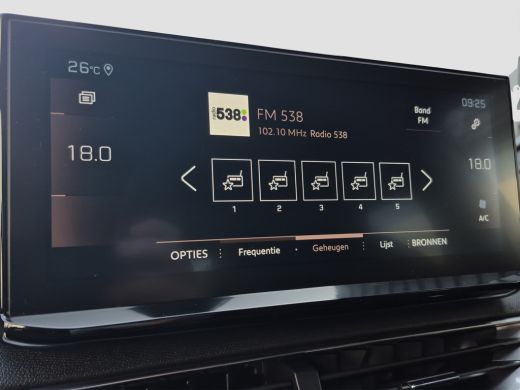 26°C
09:25
radio
538
FM 538
102.10 MHz Radio 538
Band
FM
18.0
18.0
1 2 3 4 5
A/C
OPTIES Frequentie Geheugen Lijst BRONNEN